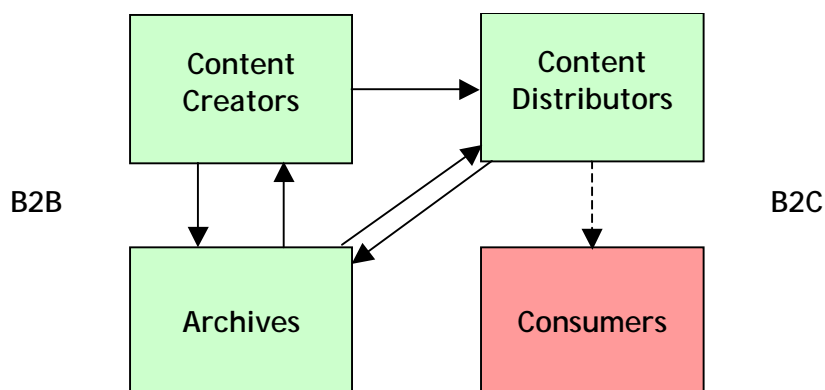 Content
Creators
Content
Distributors
B2B
B2C
Archives
Consumers